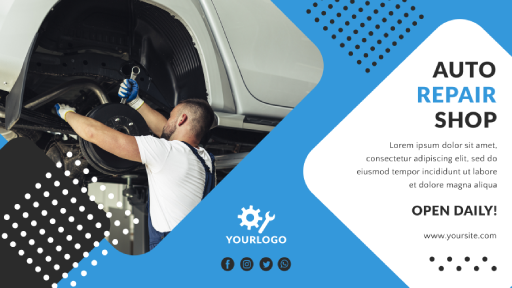 AUTO
REPAIR
SHOP
Lorem ipsum dolor sit amet,
consectetur adipiscing elit, sed do
eiusmod tempor incididunt ut labore
et dolore magna aliqua
OPEN DAILY!
www.yoursite.com
YOURLOGO